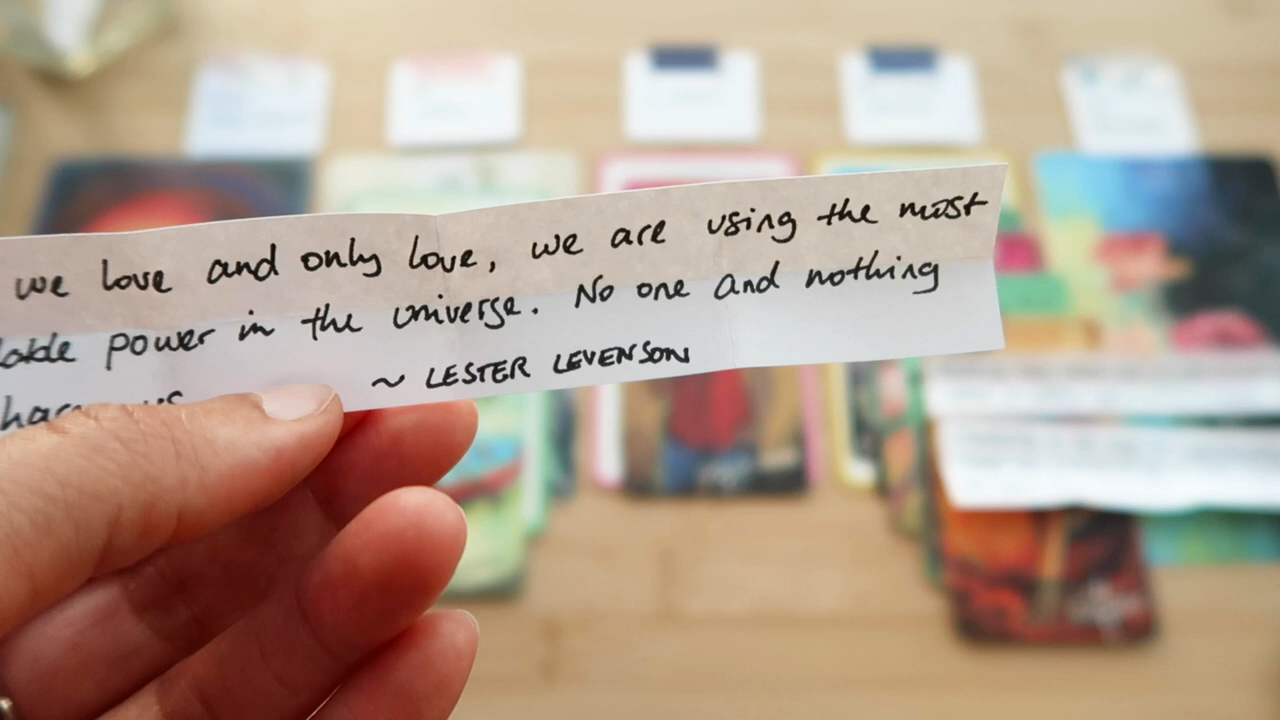 we love and only love, we are using the most
power in the universe. No one and nothing
~ LESTER LEVENSON